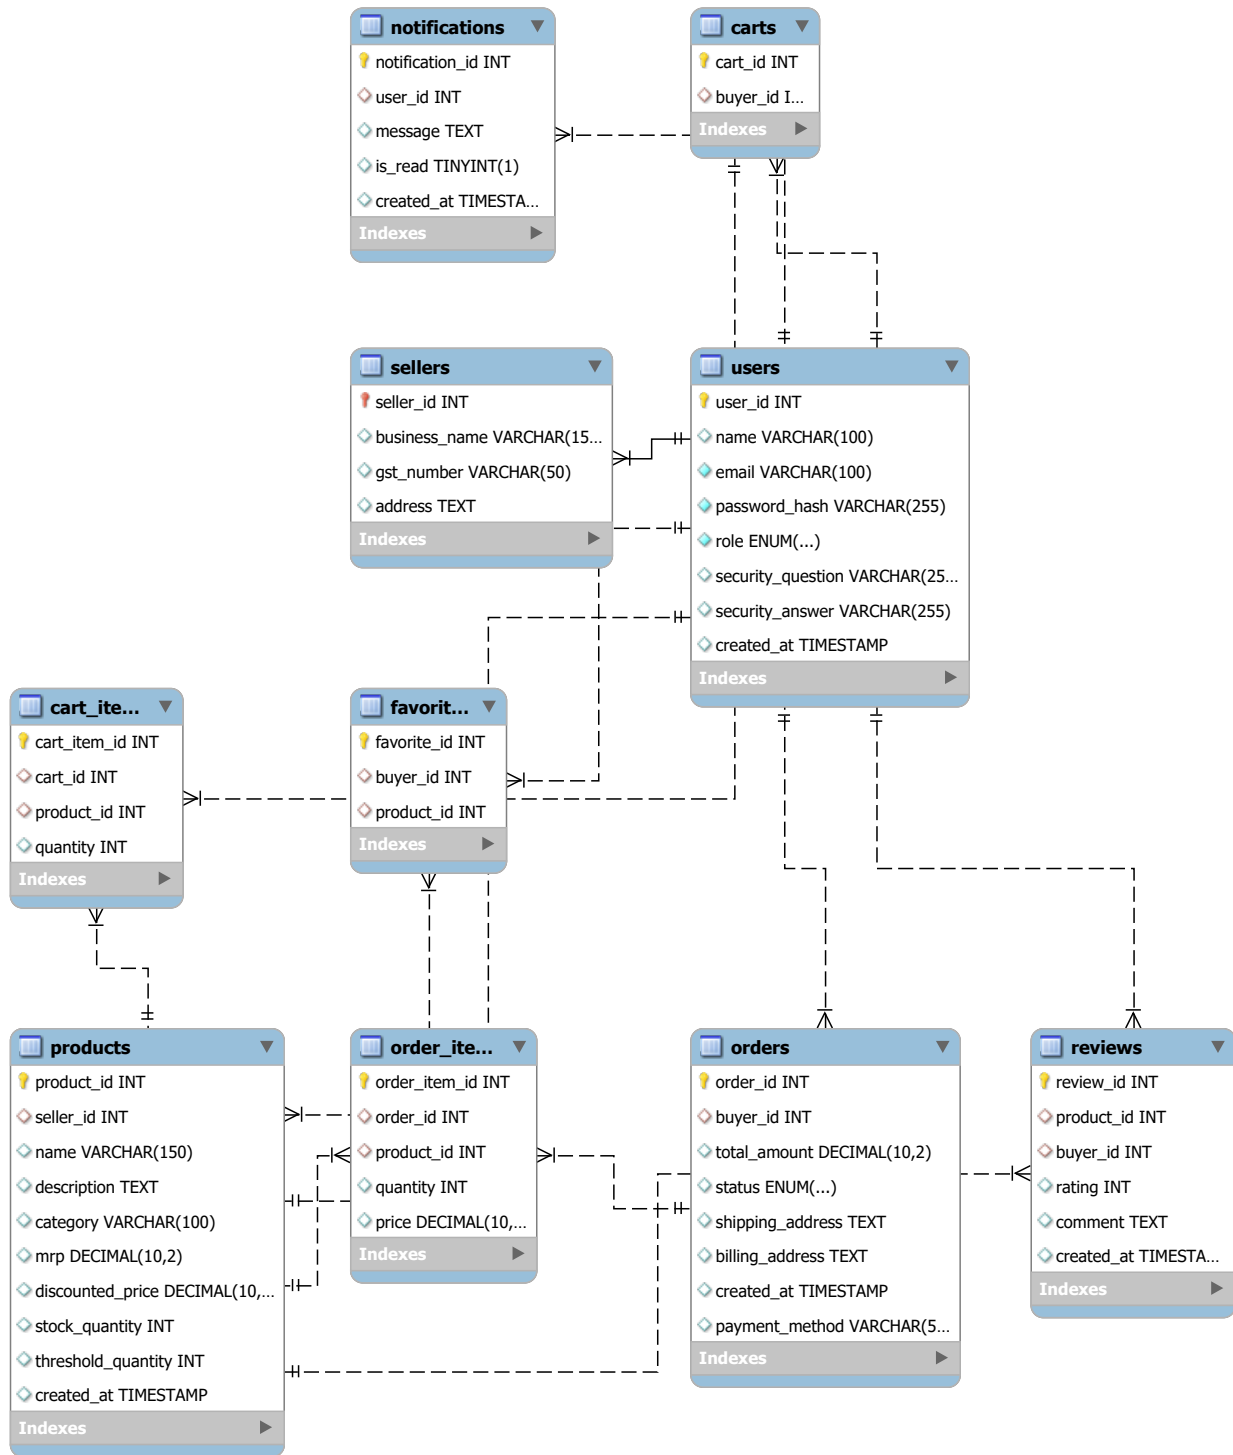 notifications
notification_id INT
user_id INT
message TEXT
is_read TINYINT(1)
created_at TIMESTA...
Indexes
carts
cart_id INT
buyer_id I...
Indexes
sellers
seller_id INT
business_name VARCHAR(15...
gst_number VARCHAR(50)
address TEXT
Indexes
users
user_id INT
name VARCHAR(100)
email VARCHAR(100)
password_hash VARCHAR(255)
role ENUM(...)
security_question VARCHAR(25...
security_answer VARCHAR(255)
created_at TIMESTAMP
Indexes
cart_ite...
cart_item_id INT
cart_id INT
product_id INT
quantity INT
Indexes
favorit...
favorite_id INT
buyer_id INT
product_id INT
Indexes
products
product_id INT
seller_id INT
name VARCHAR(150)
description TEXT
category VARCHAR(100)
mrp DECIMAL(10,2)
discounted_price DECIMAL(10,...
stock_quantity INT
threshold_quantity INT
created_at TIMESTAMP
Indexes
order_ite...
order_item_id INT
order_id INT
product_id INT
quantity INT
price DECIMAL(10,...
Indexes
orders
order_id INT
buyer_id INT
total_amount DECIMAL(10,2)
status ENUM(...)
shipping_address TEXT
billing_address TEXT
created_at TIMESTAMP
payment_method VARCHAR(5...
Indexes
reviews
review_id INT
product_id INT
buyer_id INT
rating INT
comment TEXT
created_at TIMESTA...
Indexes